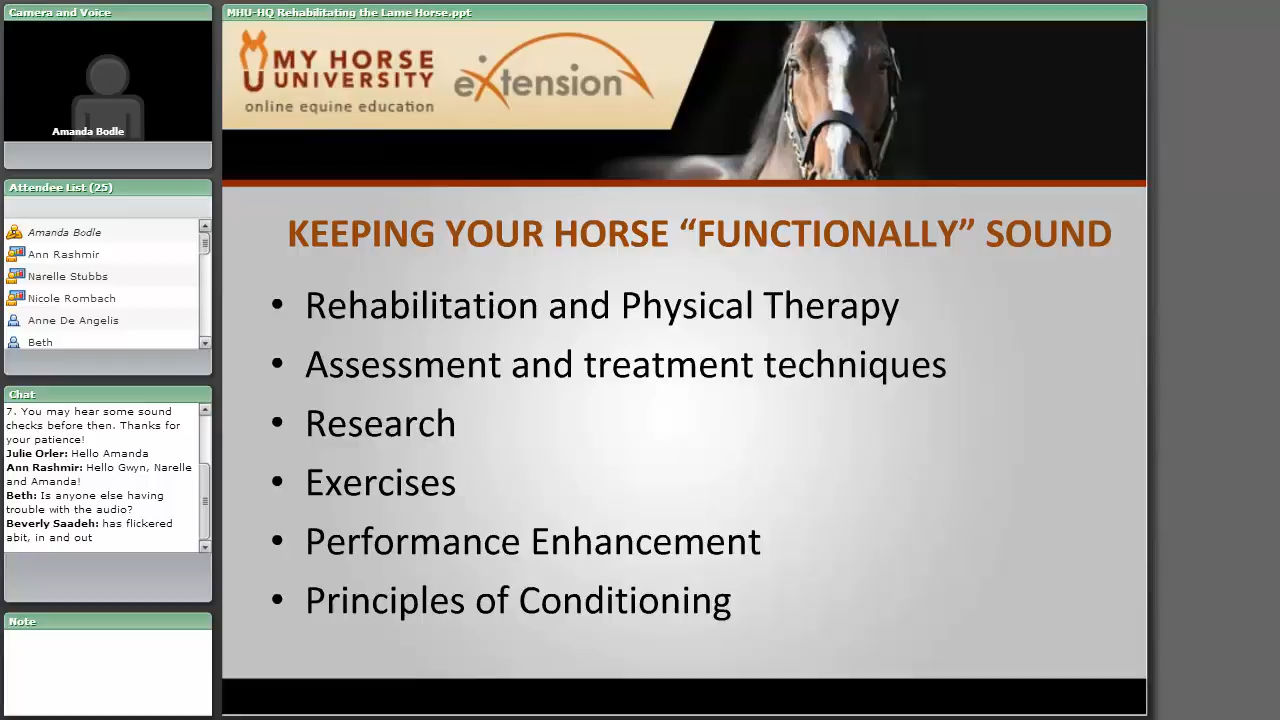 Camera and Voice
Amanda Bodle
Attendee List (25)
Amanda Bodle
Ann Rashmir
Narelle Stubbs
Nicole Rombach
Anne De Angelis
Beth
Chat
7. You may hear some sound
checks before then. Thanks for
your patience!
Julie Orler: Hello Amanda
Ann Rashmir: Hello Gwyn, Narelle
and Amanda!
Beth: Is anyone else having
trouble with the audio?
Beverly Saadeh: has flickered
abit, in and out
Note
MHU-HQ Rehabilitating the Lame Horse.ppt
MY HORSE
UNIVERSITY
online equine education
eXtension
KEEPING YOUR HORSE “FUNCTIONALLY” SOUND
• Rehabilitation and Physical Therapy
• Assessment and treatment techniques
• Research
• Exercises
• Performance Enhancement
• Principles of Conditioning